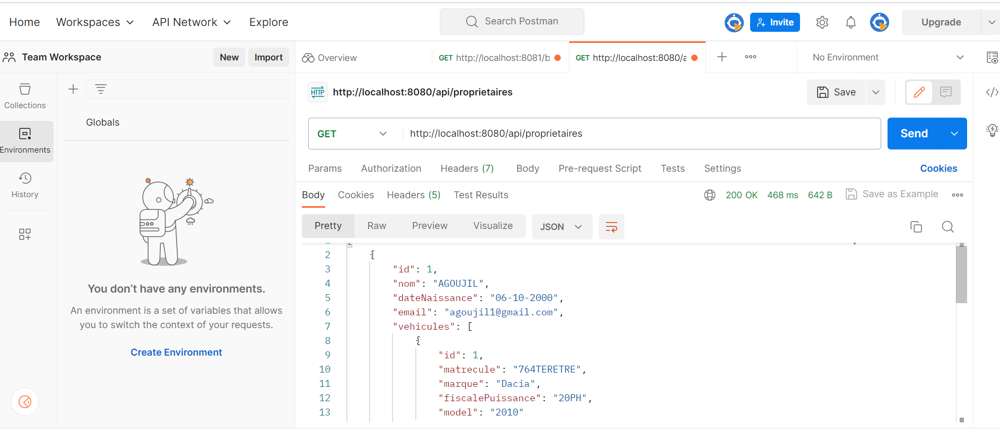 Home Workspaces API Network Explore Search Postman Invite Upgrade
Team Workspace New Import Overview GET http://localhost:8081/b GET http://localhost:8080/a No Environment
Collections
Environments
History
Globals
You don’t have any environments.
An environment is a set of variables that allows
you to switch the context of your requests.
Create Environment
HTTP http://localhost:8080/api/proprietaires Save
GET http://localhost:8080/api/proprietaires Send
Params Authorization Headers (7) Body Pre-request Script Tests Settings Cookies
Body Cookies Headers (5) Test Results 200 OK 468 ms 642 B Save as Example
Pretty Raw Preview Visualize JSON
2 {
3 "id": 1,
4 "nom": "AGOUJIL",
5 "dateNaissance": "06-10-2000",
6 "email": "agoujil1@gmail.com",
7 "vehicules": [
8 {
9 "id": 1,
10 "matrecule": "764TERETRE",
11 "marque": "Dacia",
12 "fiscalePuissance": "20PH",
13 "model": "2010"